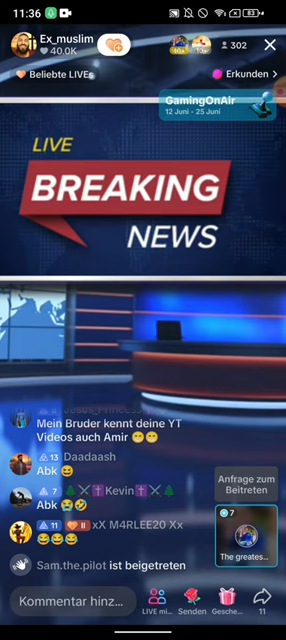 11:36
83
Ex_muslim
40.0K
302
Beliebte LIVEs
Erkunden >
GamingOnAir
12 Juni - 25 Juni
LIVE
BREAKING
NEWS
Mein Bruder kennt deine YT
Videos auch Amir 😁😁
13 Daadaash
Abk 😆
7 🌲⚔️✝️Kevin✝️⚔️🌲
Abk 😭🤣
11 II xX M4RLEE20 Xx
😂😂😂
Sam.the.pilot ist beigetreten
Anfrage zum
Beitreten
7
The greates...
Kommentar hinz...
LIVE mi...
Senden
Gesche...
11